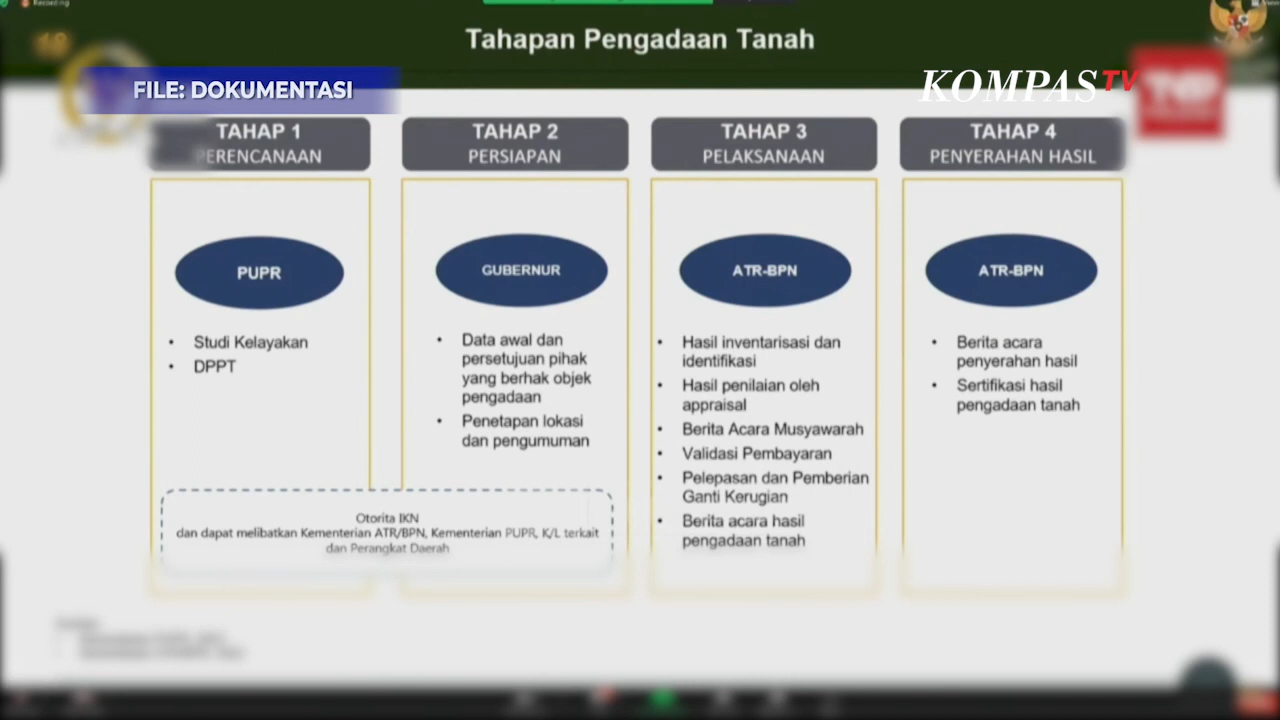 Recording
Tahapan Pengadaan Tanah
FILE: DOKUMENTASI
KOMPASTV
TAHAP 1
PERENCANAAN
PUPR
• Studi Kelayakan
• DPPT
TAHAP 2
PERSIAPAN
GUBERNUR
• Data awal dan
persetujuan pihak
yang berhak objek
pengadaan
• Penetapan lokasi
dan pengumuman
Otorita IKN
dan dapat melibatkan Kementerian ATR/BPN, Kementerian PUPR, K/L terkait
dan Perangkat Daerah
TAHAP 3
PELAKSANAAN
ATR-BPN
• Hasil inventarisasi dan
identifikasi
• Hasil penilaian oleh
appraisal
• Berita Acara Musyawarah
• Validasi Pembayaran
• Pelepasan dan Pemberian
Ganti Kerugian
• Berita acara hasil
pengadaan tanah
TAHAP 4
PENYERAHAN HASIL
ATR-BPN
• Berita acara
penyerahan hasil
• Sertifikasi hasil
pengadaan tanah